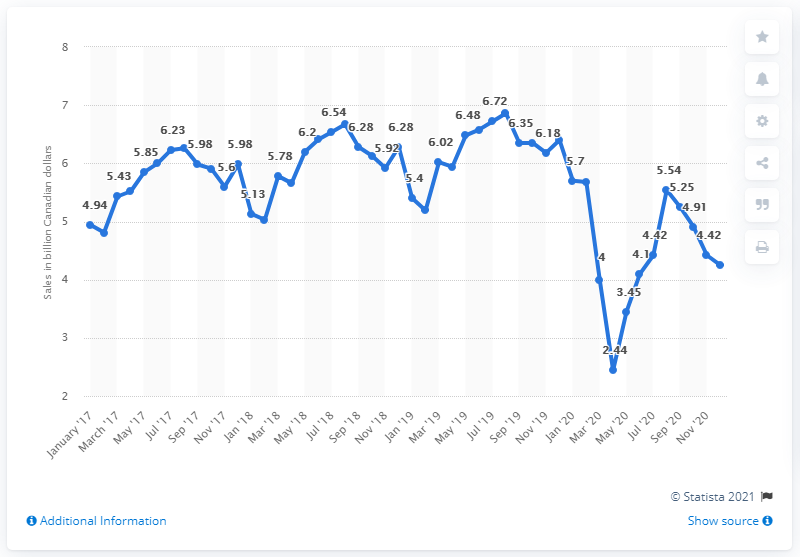 8
7
6
5
4
3
2
Sales in billion Canadian dollars
4.94
5.43
5.85
6.23
5.98
5.6
5.98
5.13
5.78
6.2
6.54
6.28
5.92
6.28
5.4
6.02
6.48
6.72
6.35
6.18
5.7
4
2.44
3.45
4.1
4.42
5.54
5.25
4.91
4.42
January '17
March '17
May '17
Jul '17
Sep '17
Nov '17
Jan '18
Mar '18
May '18
Jul '18
Sep '18
Nov '18
Jan '19
Mar '19
May '19
Jul '19
Sep '19
Nov '19
Jan '20
Mar '20
May '20
Jul '20
Sep '20
Nov '20
© Statista 2021
Additional Information
Show source